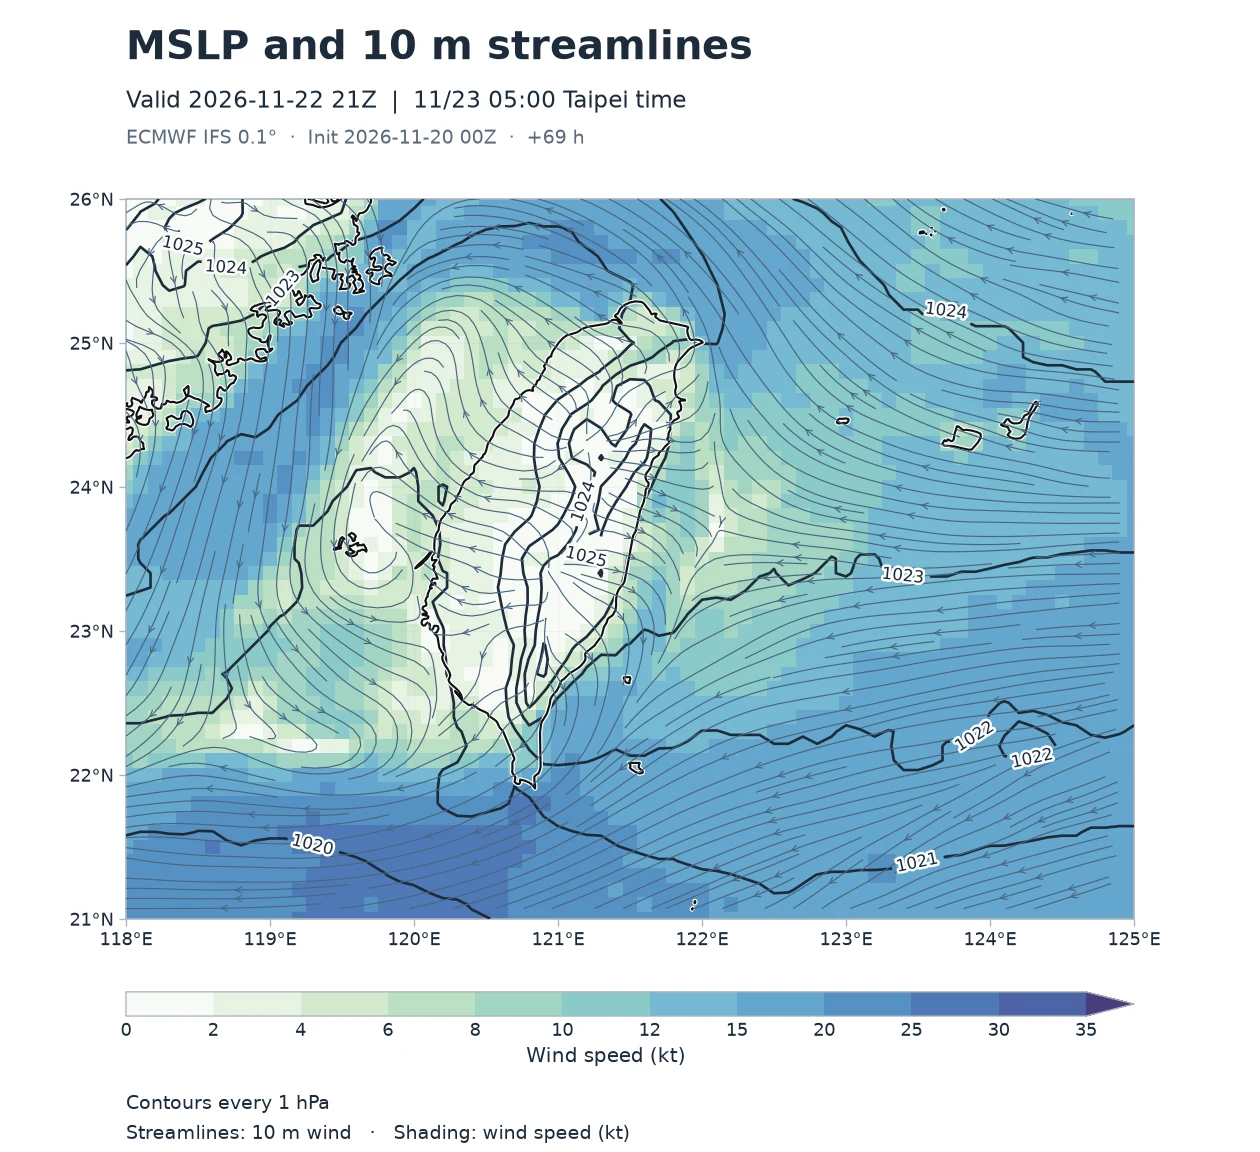 MSLP and 10 m streamlines
Valid 2026-11-22 21Z | 11/23 05:00 Taipei time
ECMWF IFS 0.1° · Init 2026-11-20 00Z · +69 h
26°N
1025
1024
1023
1024
25°N
24°N
1024
1025
1023
23°N
1022
1022
22°N
1020
1021
21°N
118°E 119°E 120°E 121°E 122°E 123°E 124°E 125°E
0 2 4 6 8 10 12 15 20 25 30 35
Wind speed (kt)
Contours every 1 hPa
Streamlines: 10 m wind · Shading: wind speed (kt)